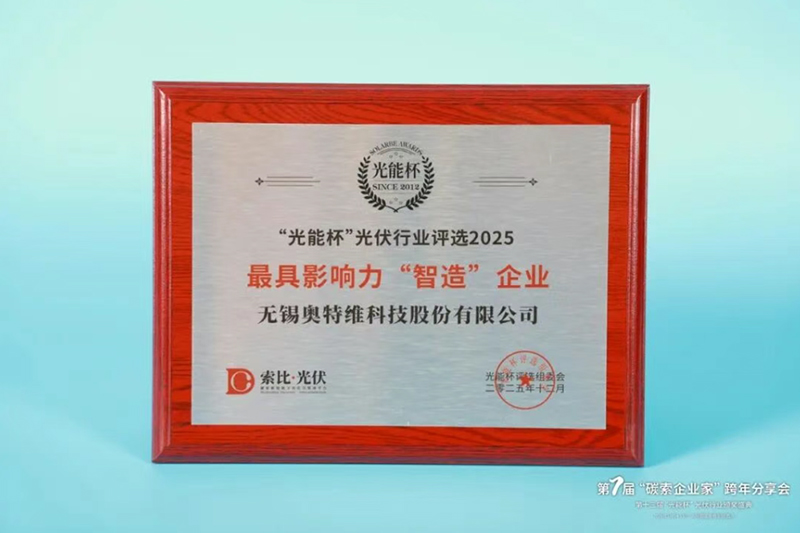 SOLARBE AWARDS
光能杯
SINCE 2012
“光能杯”光伏行业评选2025
最具影响力“智造”企业
无锡奥特维科技股份有限公司
索比·光伏
光能杯评选组委会
二零二五年十二月
第7届“碳索企业家”跨年分享会